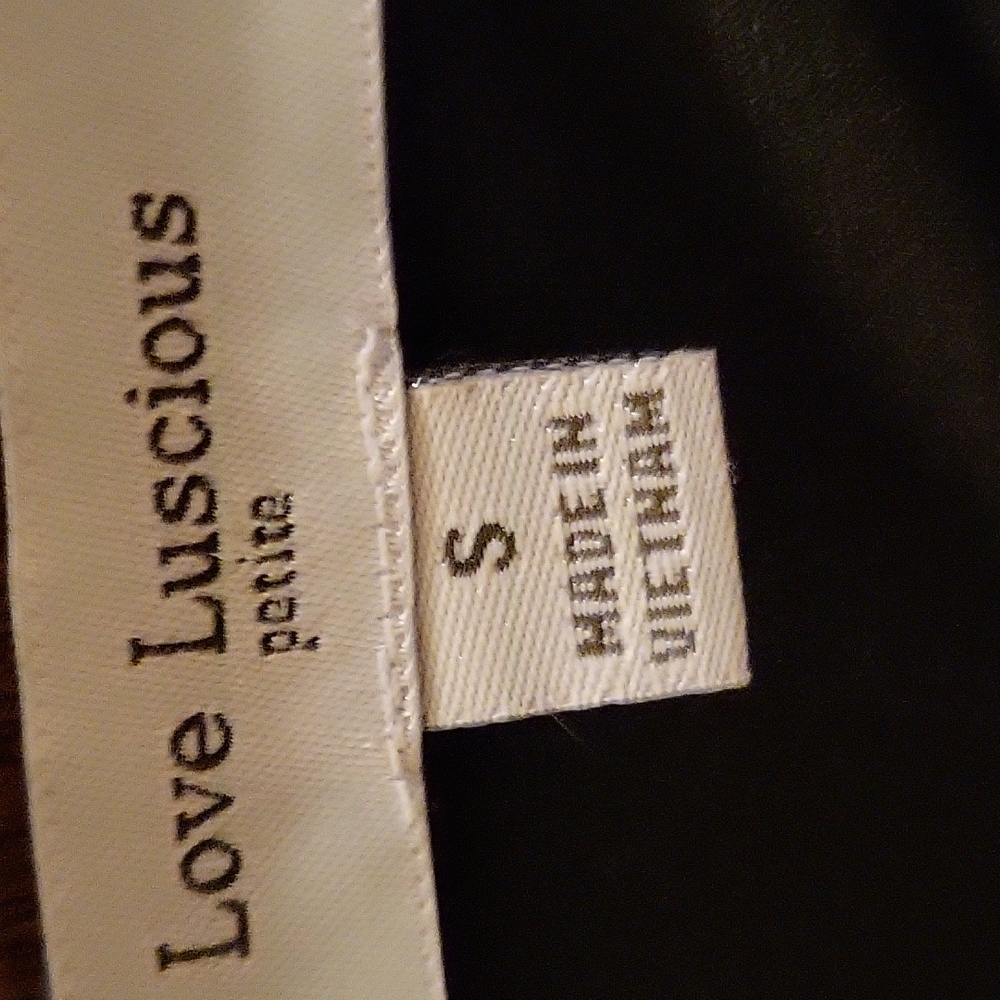 Love Luscious
petite
S
MADE IN
VIETNAM